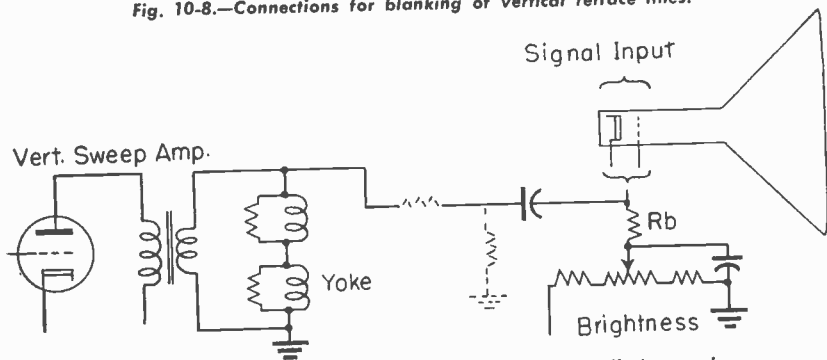 Fig. 10-8.—Connections for blanking of vertical retrace lines.
Signal Input
Vert. Sweep Amp.
Rb
Yoke
Brightness